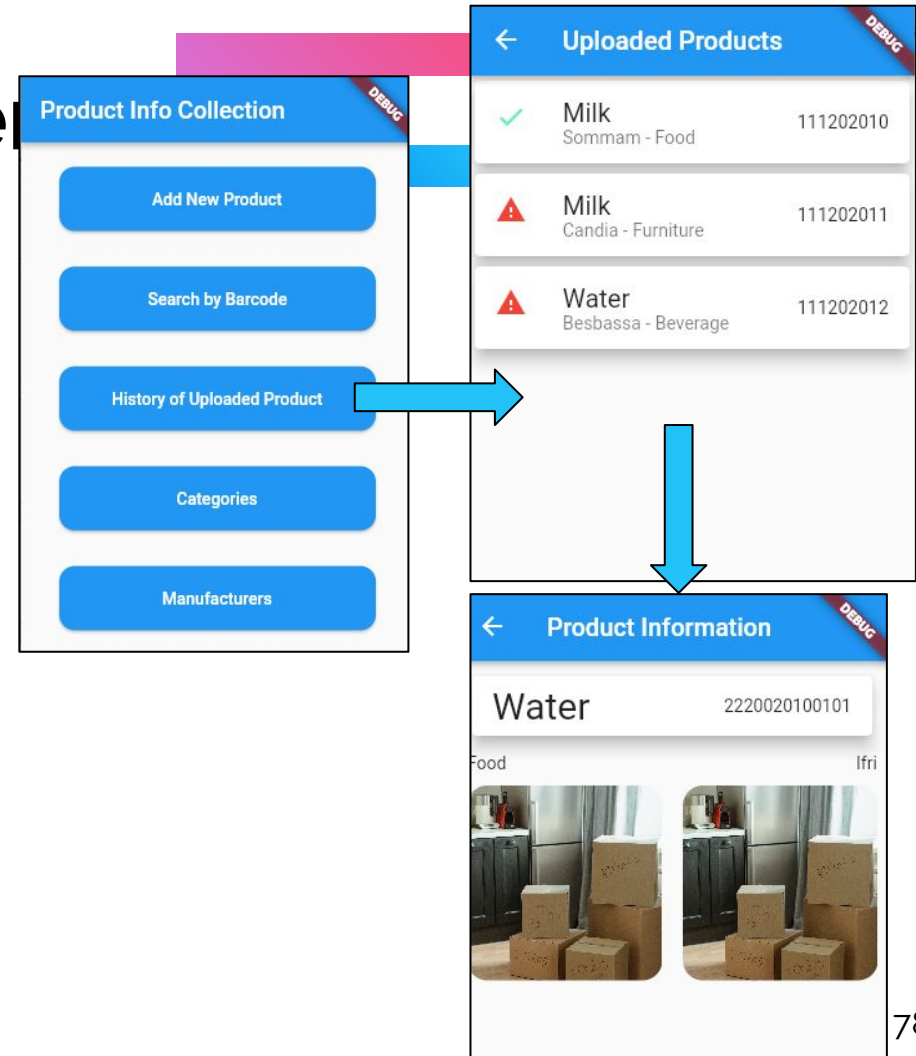 Product Info Collection
DEBUG
Add New Product
Search by Barcode
History of Uploaded Product
Categories
Manufacturers
Uploaded Products
DEBUG
Milk
111202010
Sommam - Food
Milk
111202011
Candia - Furniture
Water
111202012
Besbassa - Beverage
Product Information
DEBUG
Water
2220020100101
Food
Ifri
78